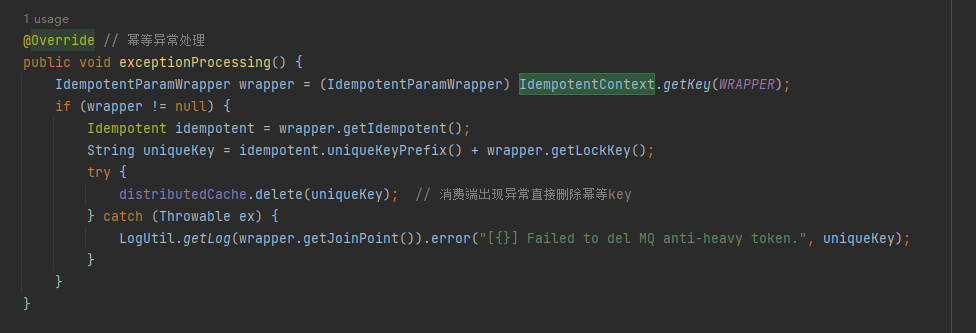 1 usage
@Override // 幂等异常处理
public void exceptionProcessing() {
    IdempotentParamWrapper wrapper = (IdempotentParamWrapper) IdempotentContext.getKey(WRAPPER);
    if (wrapper != null) {
        Idempotent idempotent = wrapper.getIdempotent();
        String uniqueKey = idempotent.uniqueKeyPrefix() + wrapper.getLockKey();
        try {
            distributedCache.delete(uniqueKey);  // 消费端出现异常直接删除幂等key
        } catch (Throwable ex) {
            LogUtil.getLog(wrapper.getJoinPoint()).error("[{}] Failed to del MQ anti-heavy token.", uniqueKey);
        }
    }
}